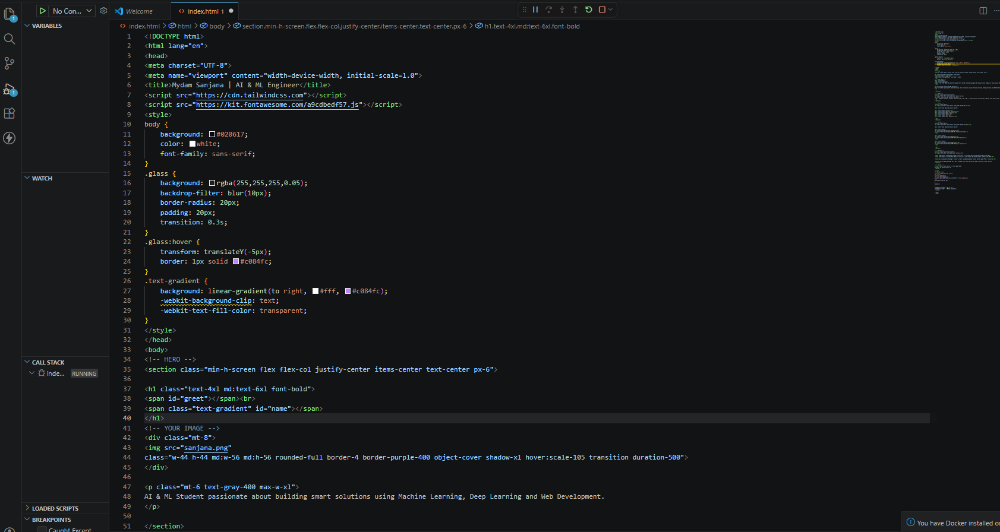 No Con...
Welcome
index.html 1
VARIABLES
index.html > html > body > section.min-h-screen.flex.flex-col.justify-center.items-center.text-center.px-6 > h1.text-4xl.md:text-6xl.font-bold
1 <!DOCTYPE html>
2 <html lang="en">
3 <head>
4 <meta charset="UTF-8">
5 <meta name="viewport" content="width=device-width, initial-scale=1.0">
6 <title>Mydam Sanjana | AI & ML Engineer</title>
7 <script src="https://cdn.tailwindcss.com"></script>
8 <script src="https://kit.fontawesome.com/a9cdbedf57.js"></script>
9 <style>
10 body {
11 background: #020617;
12 color: white;
13 font-family: sans-serif;
14 }
15 .glass {
16 background: rgba(255,255,255,0.05);
17 backdrop-filter: blur(10px);
18 border-radius: 20px;
19 padding: 20px;
20 transition: 0.3s;
21 }
22 .glass:hover {
23 transform: translateY(-5px);
24 border: 1px solid #c084fc;
25 }
26 .text-gradient {
27 background: linear-gradient(to right, #fff, #c084fc);
28 -webkit-background-clip: text;
29 -webkit-text-fill-color: transparent;
30 }
31 </style>
32 </head>
33 <body>
34 <!-- HERO -->
35 <section class="min-h-screen flex flex-col justify-center items-center text-center px-6">
36
37 <h1 class="text-4xl md:text-6xl font-bold">
38 <span id="greet"></span><br>
39 <span class="text-gradient" id="name"></span>
40 </h1>
41 <!-- YOUR IMAGE -->
42 <div class="mt-8">
43 <img src="sanjana.png"
44 class="w-44 h-44 md:w-56 md:h-56 rounded-full border-4 border-purple-400 object-cover shadow-xl hover:scale-105 transition duration-500">
45 </div>
46
47 <p class="mt-6 text-gray-400 max-w-xl">
48 AI & ML Student passionate about building smart solutions using Machine Learning, Deep Learning and Web Development.
49 </p>
50
51 </section>
WATCH
CALL STACK
inde... RUNNING
LOADED SCRIPTS
BREAKPOINTS
Caught Except
You have Docker installed o
1
1